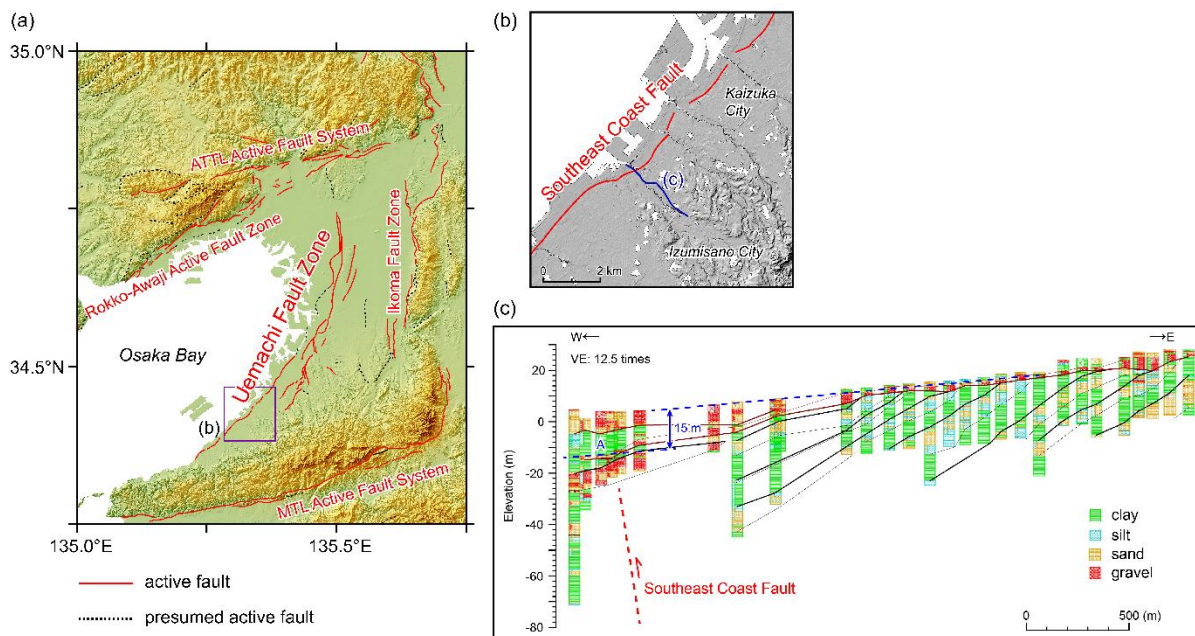 (a)
35.0°N
34.5°N
135.0°E
135.5°E
ATTL Active Fault System
Rokko-Awaji Active Fault Zone
Uemachi Fault Zone
Ikoma Fault Zone
Osaka Bay
(b)
MTL Active Fault System
active fault
presumed active fault
(b)
Southeast Coast Fault
Kaizuka
City
(c)
Izumisano City
0 2 km
(c)
W←
→E
VE: 12.5 times
Elevation (m)
20
0
-20
-40
-60
-80
A
15 m
Southeast Coast Fault
clay
silt
sand
gravel
0 500 (m)